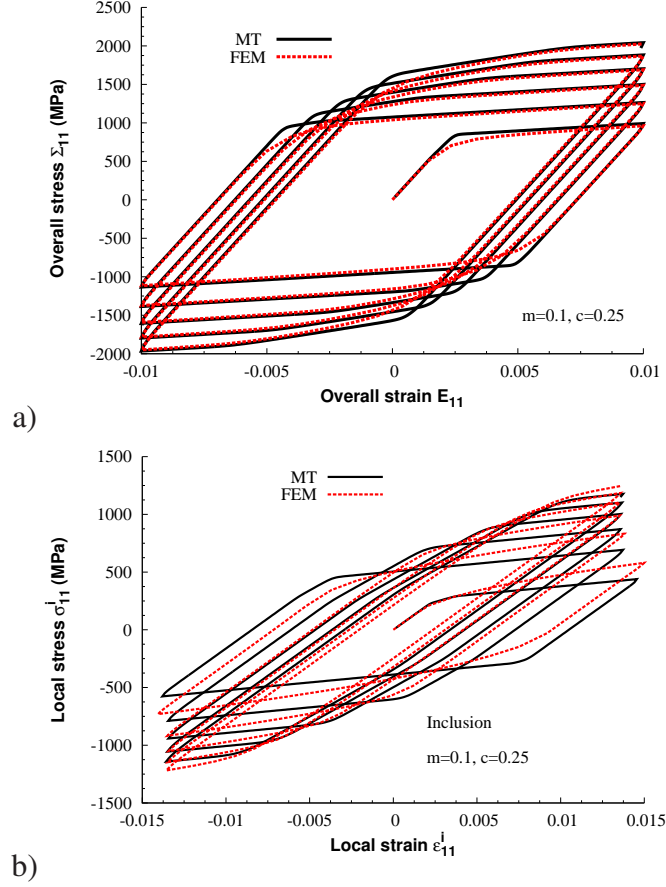 MT
FEM
2500
2000
1500
1000
500
0
-500
-1000
-1500
-2000
Overall stress Σ11 (MPa)
m=0.1, c=0.25
-0.01
-0.005
0
0.005
0.01
Overall strain E11
a)
1500
1000
500
0
-500
-1000
-1500
Local stress σ11^i (MPa)
MT
FEM
Inclusion
m=0.1, c=0.25
-0.015
-0.01
-0.005
0
0.005
0.01
0.015
Local strain ε11^i
b)